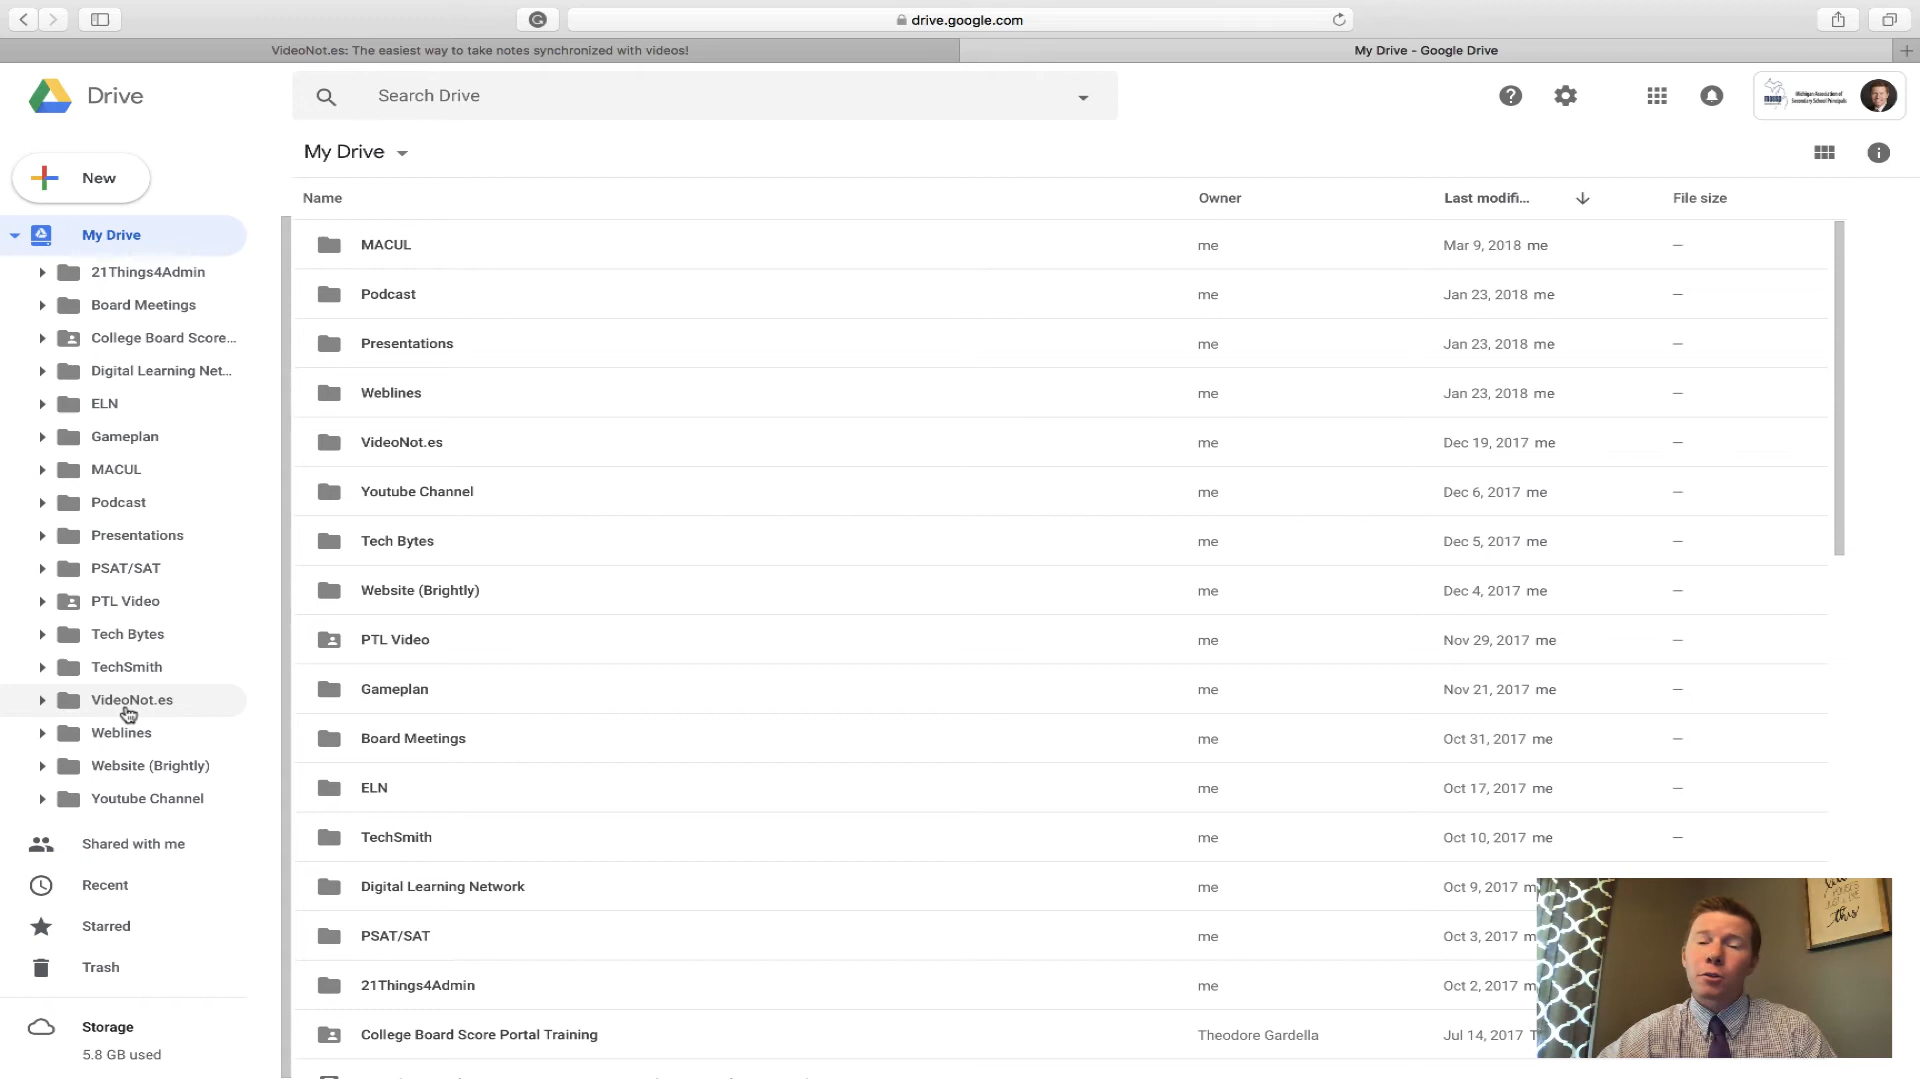 drive.google.com
VideoNot.es: The easiest way to take notes synchronized with videos!
My Drive - Google Drive
Drive
Search Drive
Michigan Association of
Secondary School Principals
My Drive
New
Name
Owner
Last modifi...
File size
My Drive
21Things4Admin
Board Meetings
College Board Score...
Digital Learning Net...
ELN
Gameplan
MACUL
Podcast
Presentations
PSAT/SAT
PTL Video
Tech Bytes
TechSmith
VideoNot.es
Weblines
Website (Brightly)
Youtube Channel
Shared with me
Recent
Starred
Trash
Storage
5.8 GB used
MACUL me Mar 9, 2018 me –
Podcast me Jan 23, 2018 me –
Presentations me Jan 23, 2018 me –
Weblines me Jan 23, 2018 me –
VideoNot.es me Dec 19, 2017 me –
Youtube Channel me Dec 6, 2017 me –
Tech Bytes me Dec 5, 2017 me –
Website (Brightly) me Dec 4, 2017 me –
PTL Video me Nov 29, 2017 me –
Gameplan me Nov 21, 2017 me –
Board Meetings me Oct 31, 2017 me –
ELN me Oct 17, 2017 me –
TechSmith me Oct 10, 2017 me –
Digital Learning Network me Oct 9, 2017 m
PSAT/SAT me Oct 3, 2017 m
21Things4Admin me Oct 2, 2017 m
College Board Score Portal Training Theodore Gardella Jul 14, 2017 T
this